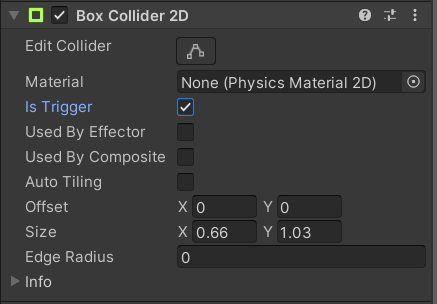 Box Collider 2D
Edit Collider
Material None (Physics Material 2D)
Is Trigger
Used By Effector
Used By Composite
Auto Tiling
Offset X 0 Y 0
Size X 0.66 Y 1.03
Edge Radius 0
Info